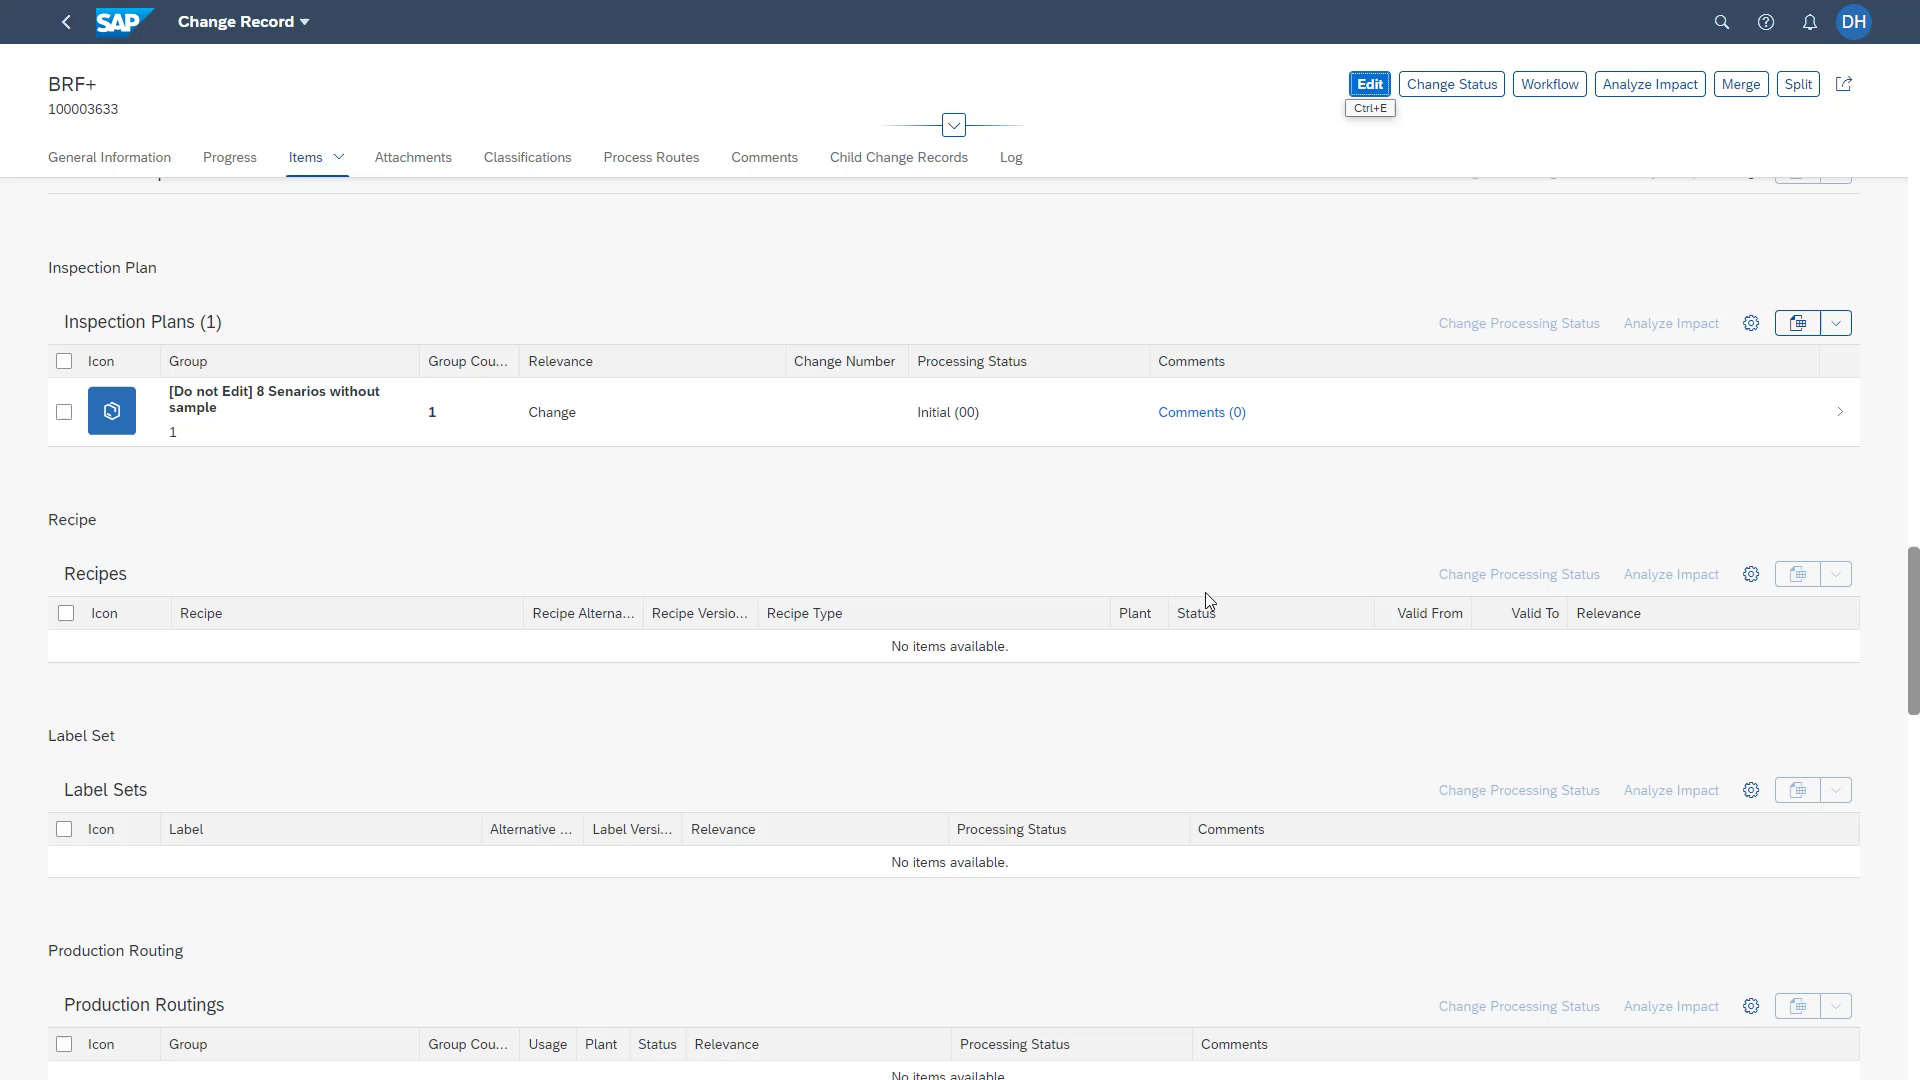 SAP Change Record DH
BRF+ Edit Change Status Workflow Analyze Impact Merge Split
100003633 Ctrl+E
General Information Progress Items Attachments Classifications Process Routes Comments Child Change Records Log
Inspection Plan
Inspection Plans (1) Change Processing Status Analyze Impact
Icon Group Group Cou... Relevance Change Number Processing Status Comments
[Do not Edit] 8 Senarios without
sample
1 Change Initial (00) Comments (0)
1
Recipe
Recipes Change Processing Status Analyze Impact
Icon Recipe Recipe Alterna... Recipe Versio... Recipe Type Plant Status Valid From Valid To Relevance
No items available.
Label Set
Label Sets Change Processing Status Analyze Impact
Icon Label Alternative ... Label Versi... Relevance Processing Status Comments
No items available.
Production Routing
Production Routings Change Processing Status Analyze Impact
Icon Group Group Cou... Usage Plant Status Relevance Processing Status Comments
No items available.